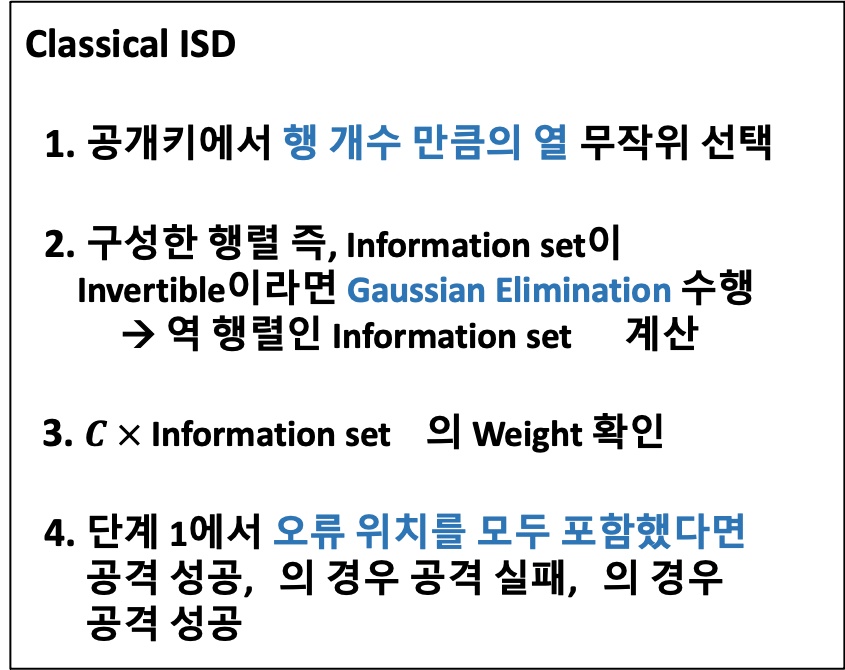 Classical ISD
1. 공개키에서 행 개수 만큼의 열 무작위 선택
2. 구성한 행렬 즉, Information set이
Invertible이라면 Gaussian Elimination 수행
→ 역 행렬인 Information set 계산
3. C × Information set 의 Weight 확인
4. 단계 1에서 오류 위치를 모두 포함했다면
공격 성공, 의 경우 공격 실패, 의 경우
공격 성공